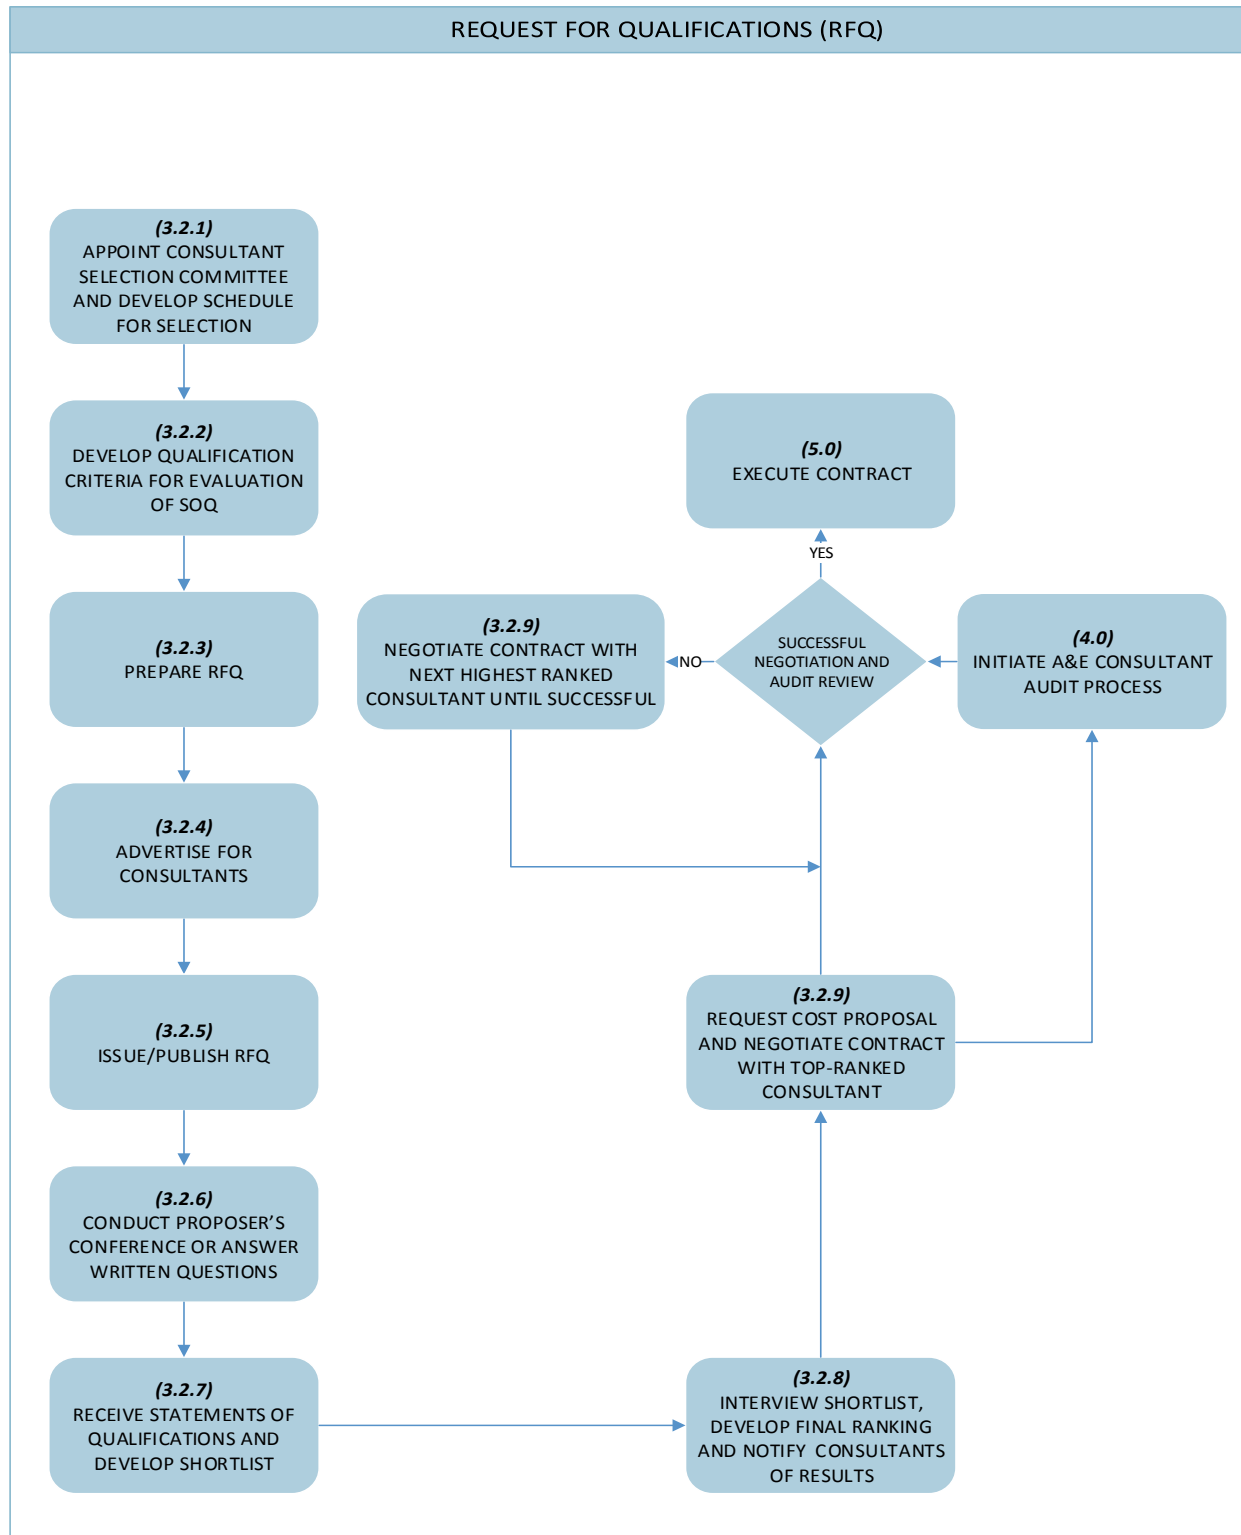 REQUEST FOR QUALIFICATIONS (RFQ)
(3.2.1)
APPOINT CONSULTANT
SELECTION COMMITTEE
AND DEVELOP SCHEDULE
FOR SELECTION
(3.2.2)
DEVELOP QUALIFICATION
CRITERIA FOR EVALUATION
OF SOQ
(3.2.3)
PREPARE RFQ
(3.2.4)
ADVERTISE FOR
CONSULTANTS
(3.2.5)
ISSUE/PUBLISH RFQ
(3.2.6)
CONDUCT PROPOSER’S
CONFERENCE OR ANSWER
WRITTEN QUESTIONS
(3.2.7)
RECEIVE STATEMENTS OF
QUALIFICATIONS AND
DEVELOP SHORTLIST
(3.2.8)
INTERVIEW SHORTLIST,
DEVELOP FINAL RANKING
AND NOTIFY CONSULTANTS
OF RESULTS
(3.2.9)
REQUEST COST PROPOSAL
AND NEGOTIATE CONTRACT
WITH TOP-RANKED
CONSULTANT
(4.0)
INITIATE A&E CONSULTANT
AUDIT PROCESS
SUCCESSFUL
NEGOTIATION AND
AUDIT REVIEW
NO
(3.2.9)
NEGOTIATE CONTRACT WITH
NEXT HIGHEST RANKED
CONSULTANT UNTIL SUCCESSFUL
YES
(5.0)
EXECUTE CONTRACT